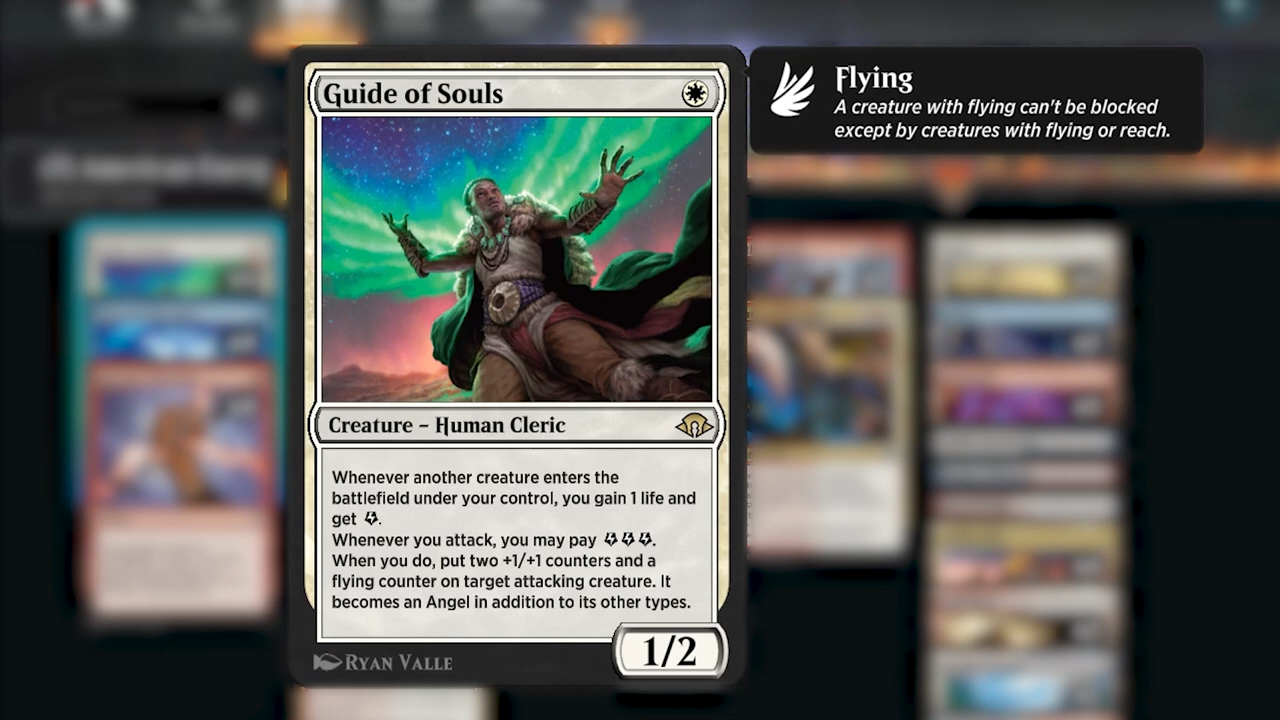 Guide of Souls
Flying
A creature with flying can't be blocked
except by creatures with flying or reach.
Creature – Human Cleric
Whenever another creature enters the
battlefield under your control, you gain 1 life and
get .
Whenever you attack, you may pay .
When you do, put two +1/+1 counters and a
flying counter on target attacking creature. It
becomes an Angel in addition to its other types.
1/2
Ryan Valle